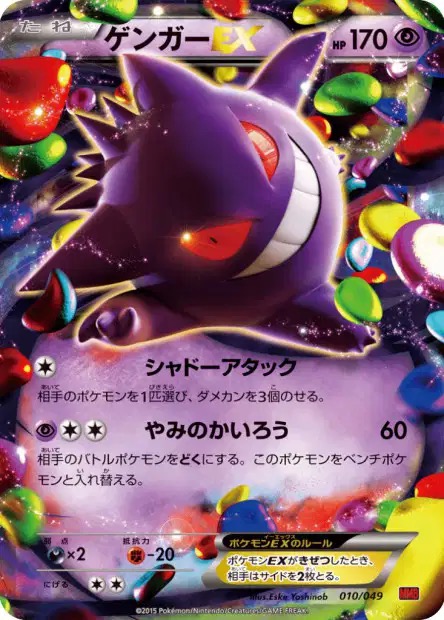 たね
ゲンガーEX
HP 170
シャドーアタック
相手のポケモンを1匹選び、ダメカンを3個のせる。
やみのかいろう 60
相手のバトルポケモンをどくにする。このポケモンをベンチポケ
モンと入れ替える。
弱点 抵抗力
×2 -20
にげる
ポケモンEXのルール
ポケモンEXがきぜつしたとき、
相手はサイドを2枚とる。
illus.Eske Yoshinob 010/049
©2015 Pokémon/Nintendo/Creatures/GAME FREAK.